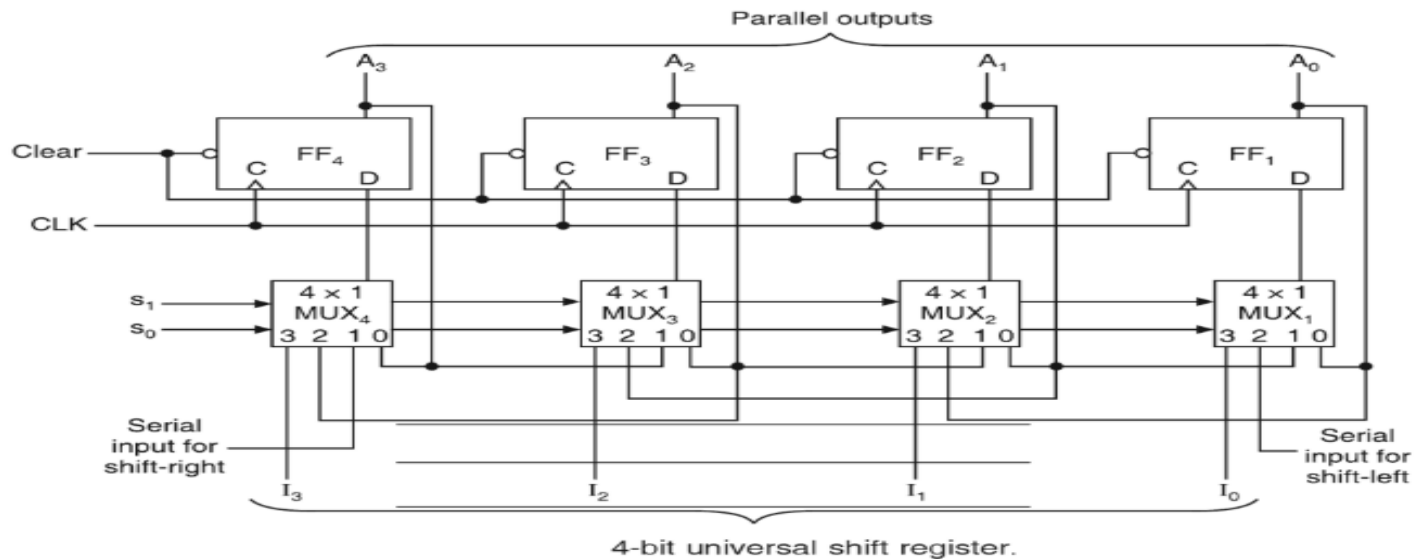 Parallel outputs
A₃ A₂ A₁ A₀
Clear FF₄ FF₃ FF₂ FF₁
C D C D C D C D
CLK
s₁ 4 x 1 4 x 1 4 x 1 4 x 1
MUX₄ MUX₃ MUX₂ MUX₁
s₀ 3 2 1 0 3 2 1 0 3 2 1 0 3 2 1 0
Serial
input for
shift-right
Serial
input for
shift-left
I₃ I₂ I₁ I₀
4-bit universal shift register.